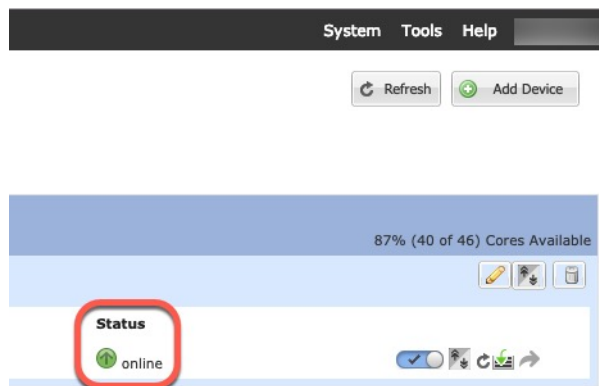 System Tools Help
Refresh Add Device
87% (40 of 46) Cores Available
Status
online